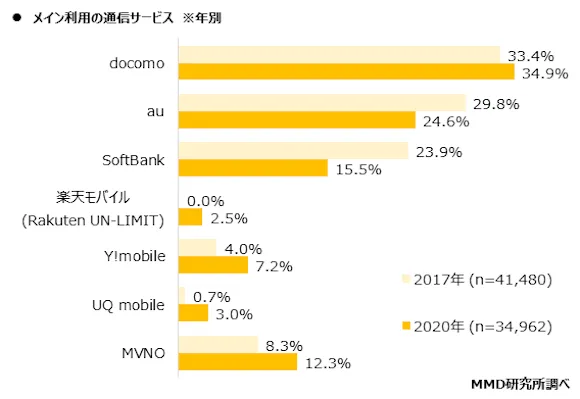 ● メイン利用の通信サービス ※年別
docomo
33.4%
34.9%
au
29.8%
24.6%
SoftBank
23.9%
15.5%
楽天モバイル
(Rakuten UN-LIMIT)
0.0%
2.5%
Y!mobile
4.0%
7.2%
UQ mobile
0.7%
3.0%
MVNO
8.3%
12.3%
2017年 (n=41,480)
2020年 (n=34,962)
MMD研究所調べ